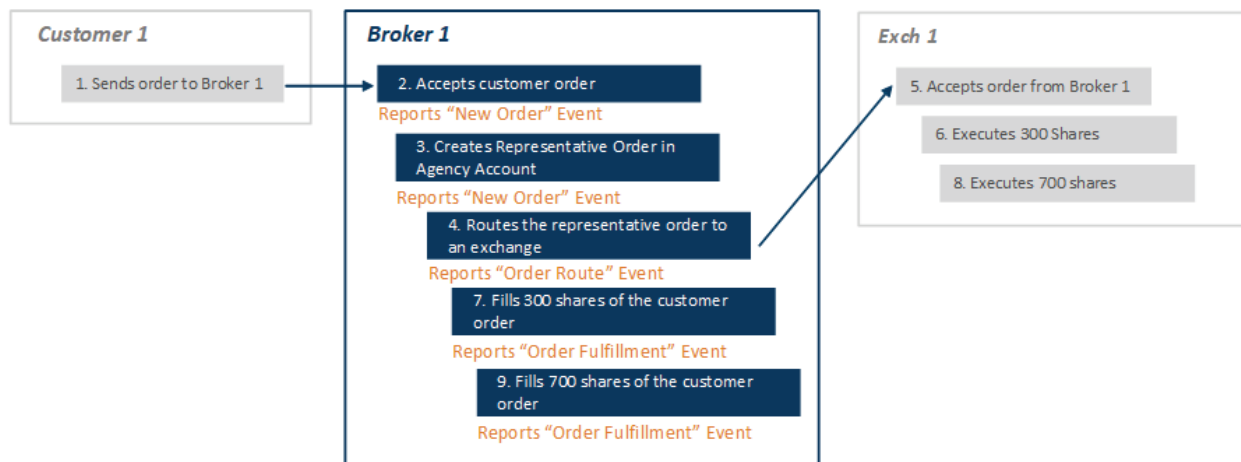 Customer 1
1. Sends order to Broker 1
Broker 1
2. Accepts customer order
Reports “New Order” Event
3. Creates Representative Order in
Agency Account
Reports “New Order” Event
4. Routes the representative order to
an exchange
Reports “Order Route” Event
7. Fills 300 shares of the customer
order
Reports “Order Fulfillment” Event
9. Fills 700 shares of the customer
order
Reports “Order Fulfillment” Event
Exch 1
5. Accepts order from Broker 1
6. Executes 300 Shares
8. Executes 700 shares